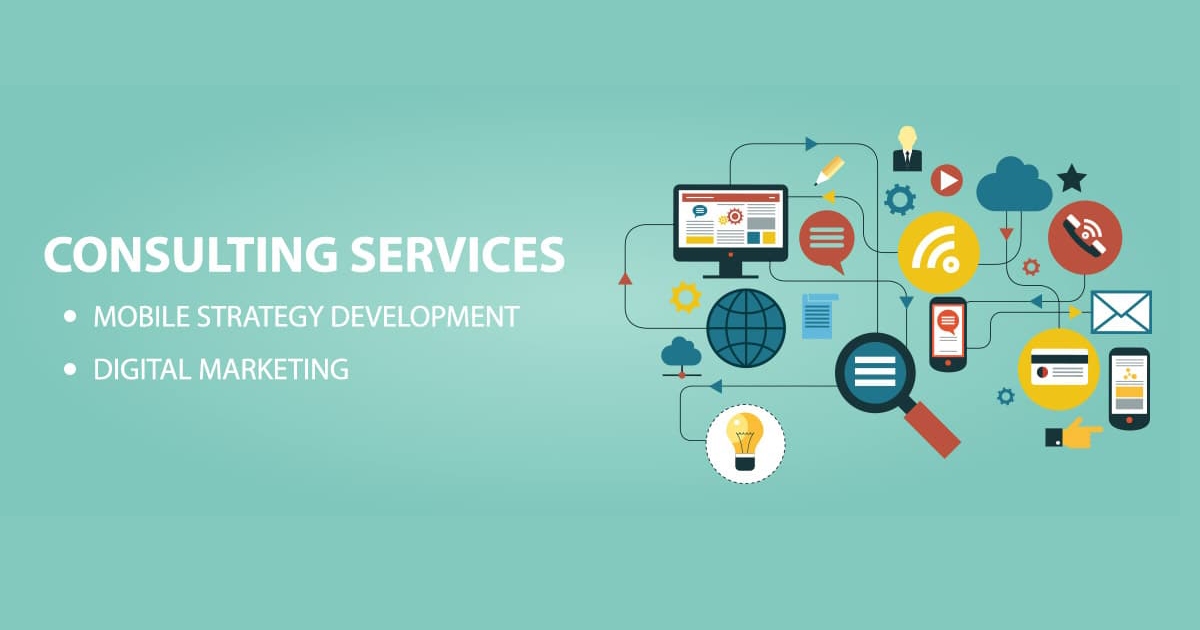 CONSULTING SERVICES
• MOBILE STRATEGY DEVELOPMENT
• DIGITAL MARKETING